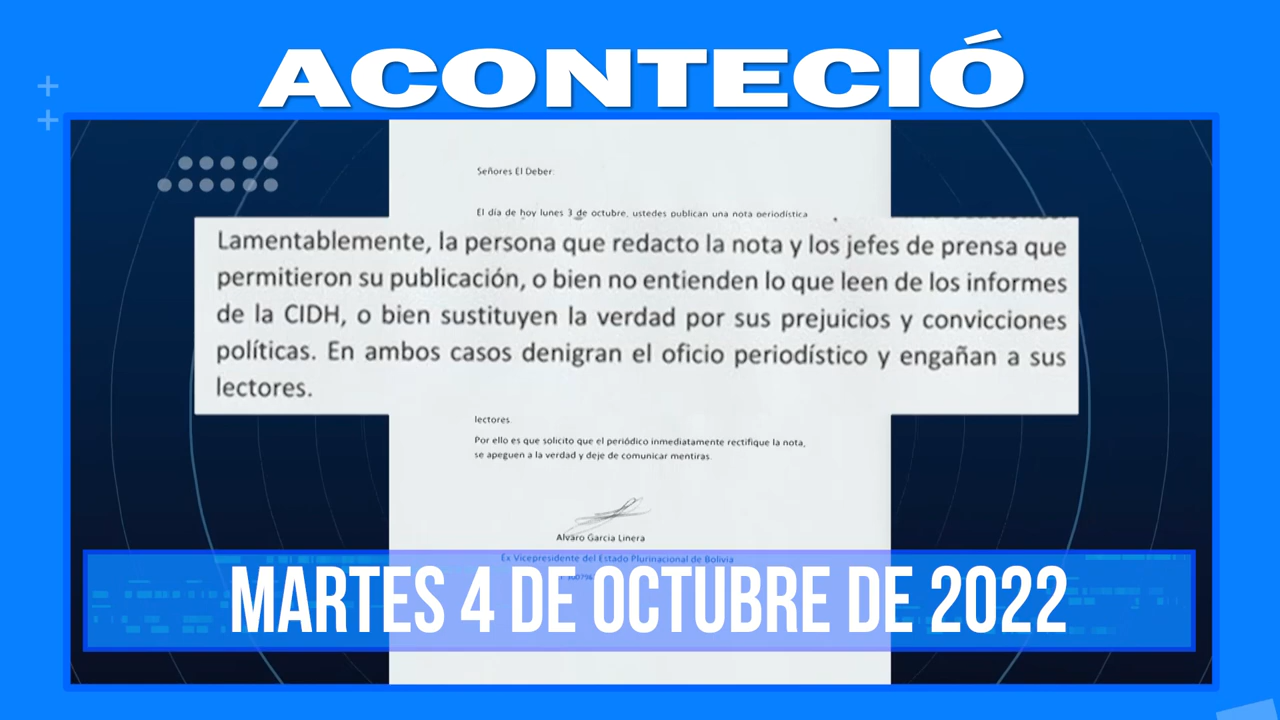 ACONTECIÓ
Señores El Deber:
El día de hoy lunes 3 de octubre, ustedes publican una nota periodística
Lamentablemente, la persona que redacto la nota y los jefes de prensa que
permitieron su publicación, o bien no entienden lo que leen de los informes
de la CIDH, o bien sustituyen la verdad por sus prejuicios y convicciones
políticas. En ambos casos denigran el oficio periodístico y engañan a sus
lectores.
lectores.
Por ello es que solicito que el periódico inmediatamente rectifique la nota,
se apeguen a la verdad y deje de comunicar mentiras.
Alvaro Garcia Linera
Ex Vicepresidente del Estado Plurinacional de Bolivia
MARTES 4 DE OCTUBRE DE 2022